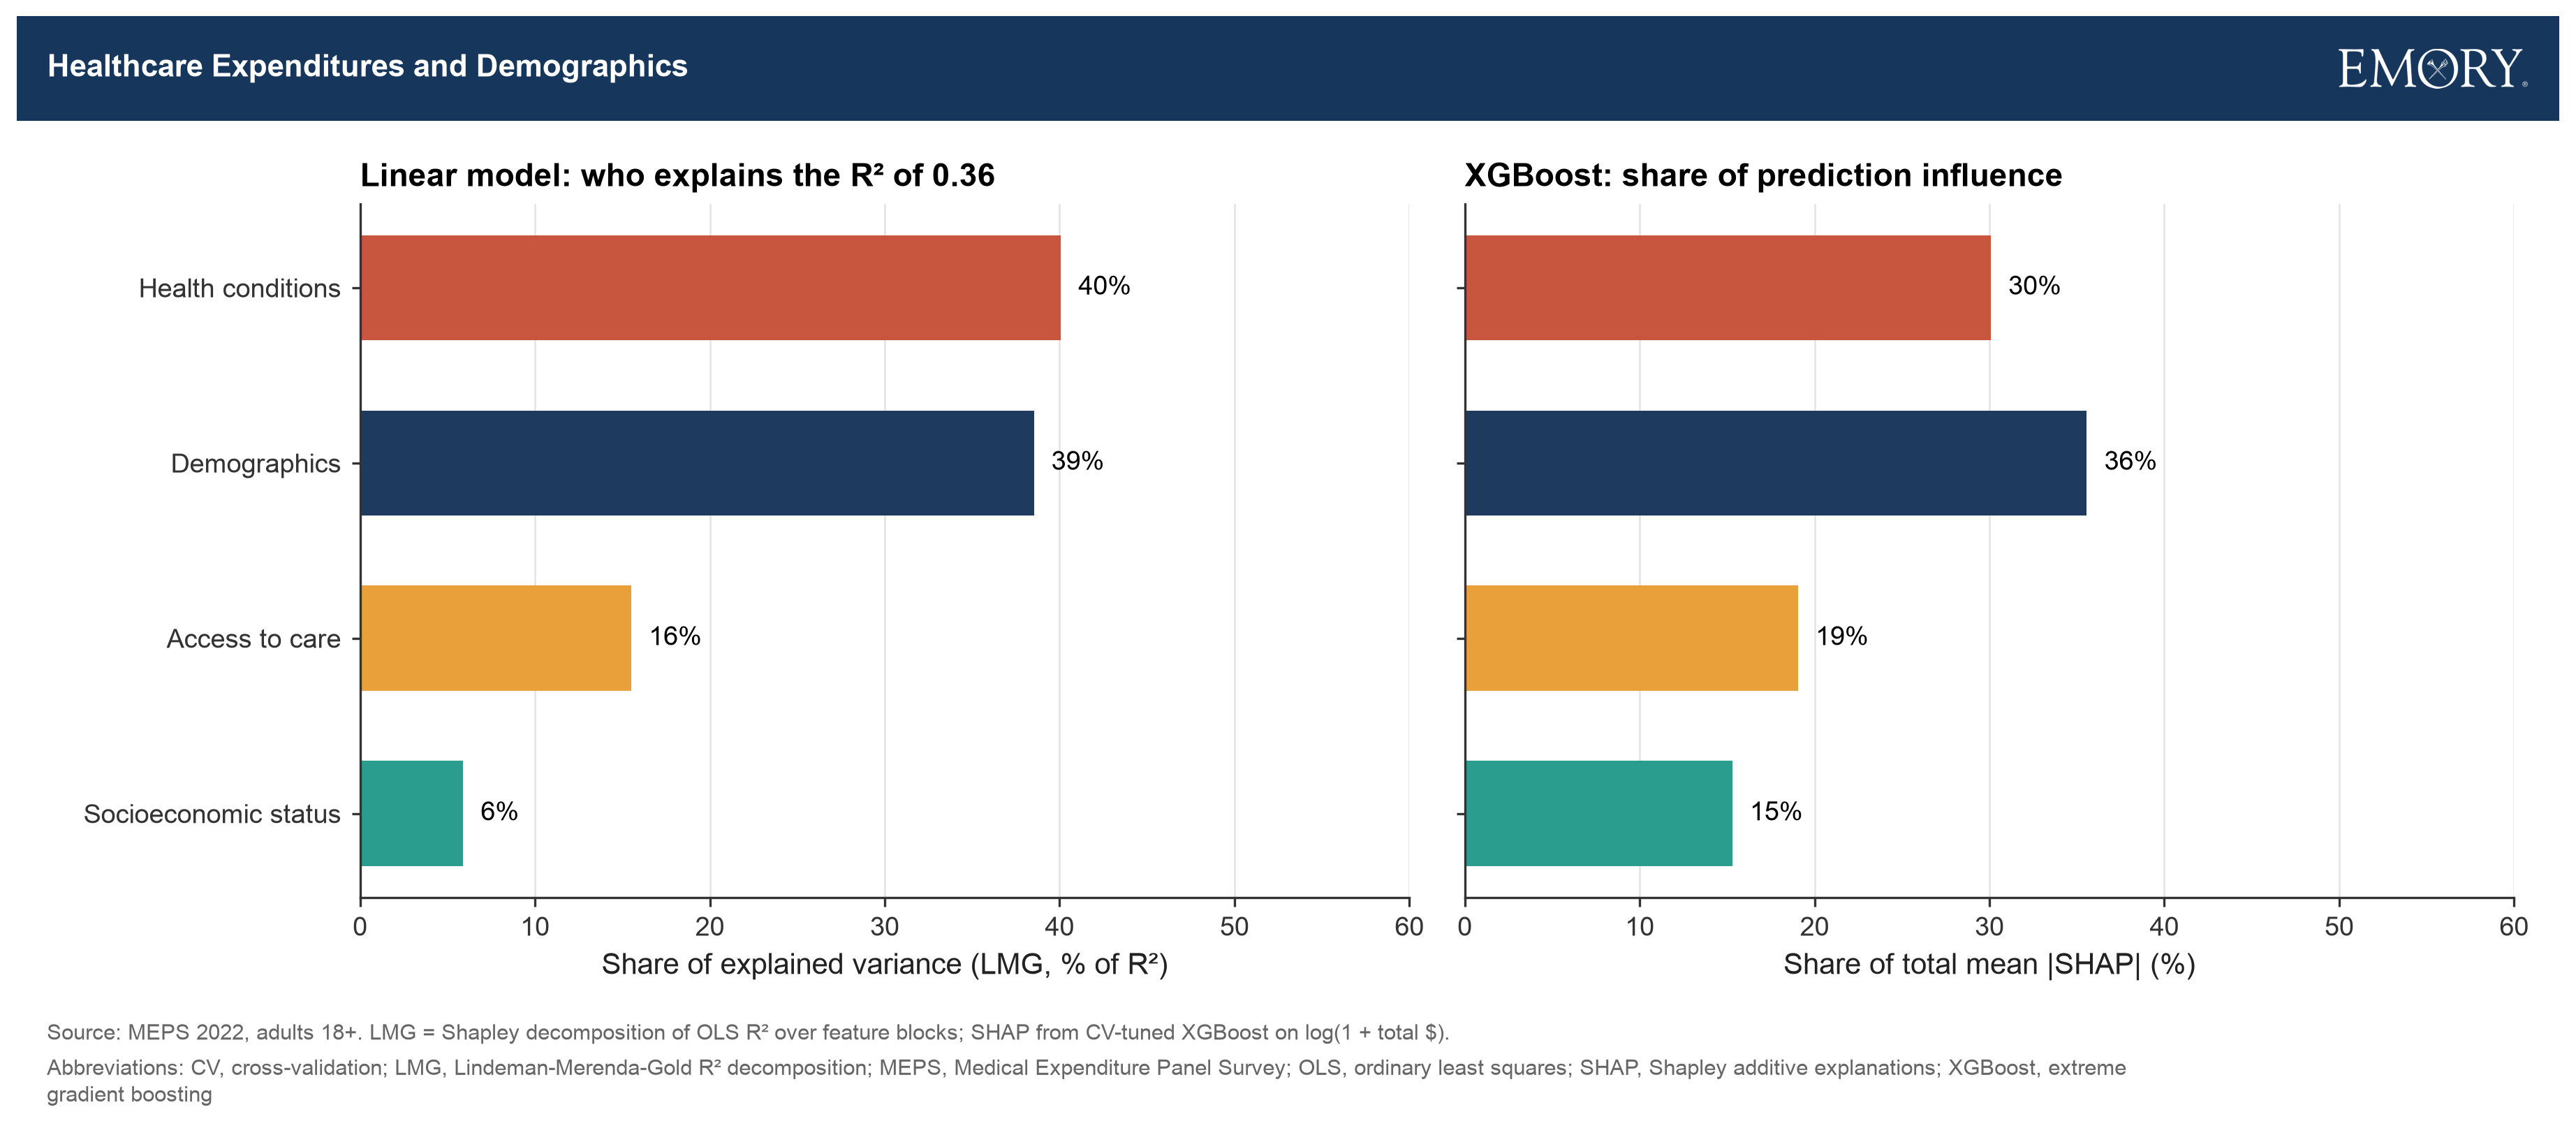 Healthcare Expenditures and Demographics
EMORY®
Linear model: who explains the R² of 0.36
Health conditions
40%
Demographics
39%
Access to care
16%
Socioeconomic status
6%
0 10 20 30 40 50 60
Share of explained variance (LMG, % of R²)
XGBoost: share of prediction influence
30%
36%
19%
15%
0 10 20 30 40 50 60
Share of total mean |SHAP| (%)
Source: MEPS 2022, adults 18+. LMG = Shapley decomposition of OLS R² over feature blocks; SHAP from CV-tuned XGBoost on log(1 + total $).
Abbreviations: CV, cross-validation; LMG, Lindeman-Merenda-Gold R² decomposition; MEPS, Medical Expenditure Panel Survey; OLS, ordinary least squares; SHAP, Shapley additive explanations; XGBoost, extreme
gradient boosting